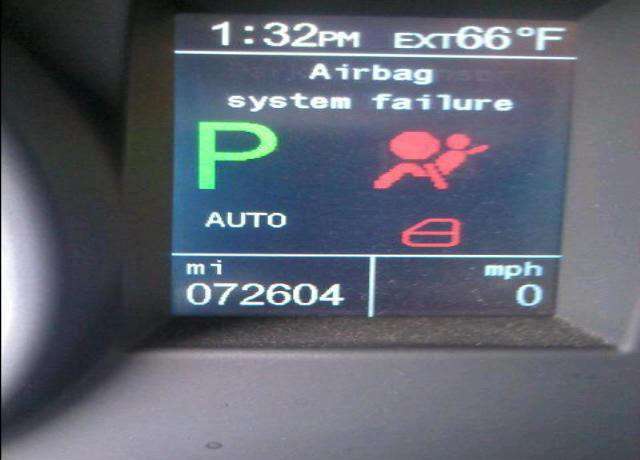 1:32PM EXT66°F
Airbag
system failure
P
AUTO
mi mph
072604 0